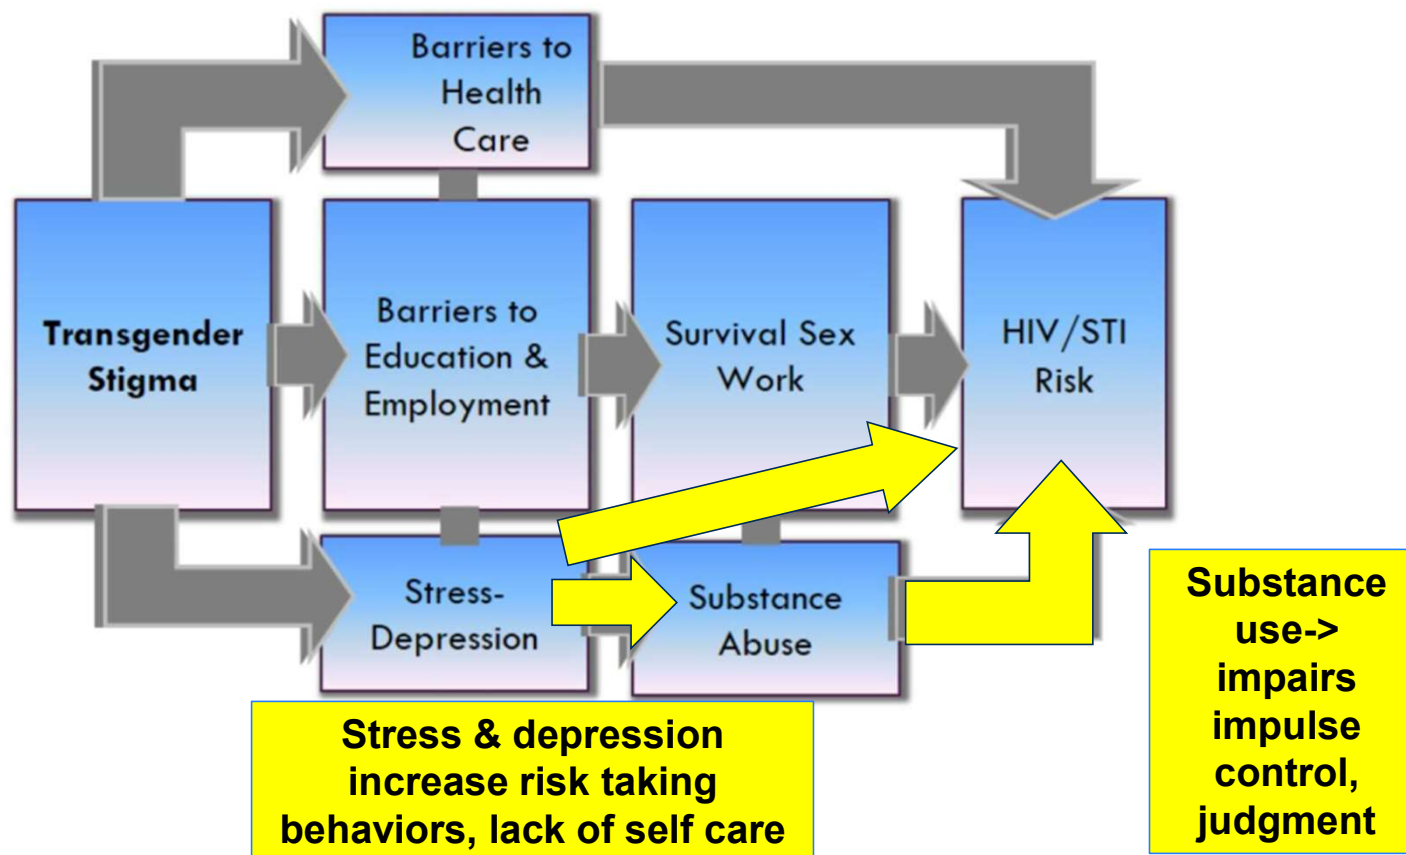 Barriers to
Health
Care
Transgender
Stigma
Barriers to
Education &
Employment
Survival Sex
Work
HIV/STI
Risk
Stress-
Depression
Substance
Abuse
Stress & depression
increase risk taking
behaviors, lack of self care
Substance
use->
impairs
impulse
control,
judgment